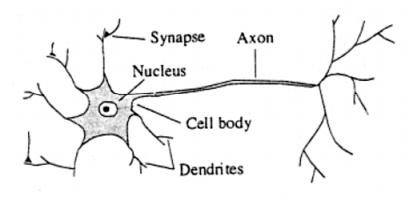 Synapse
Axon
Nucleus
Cell body
Dendrites